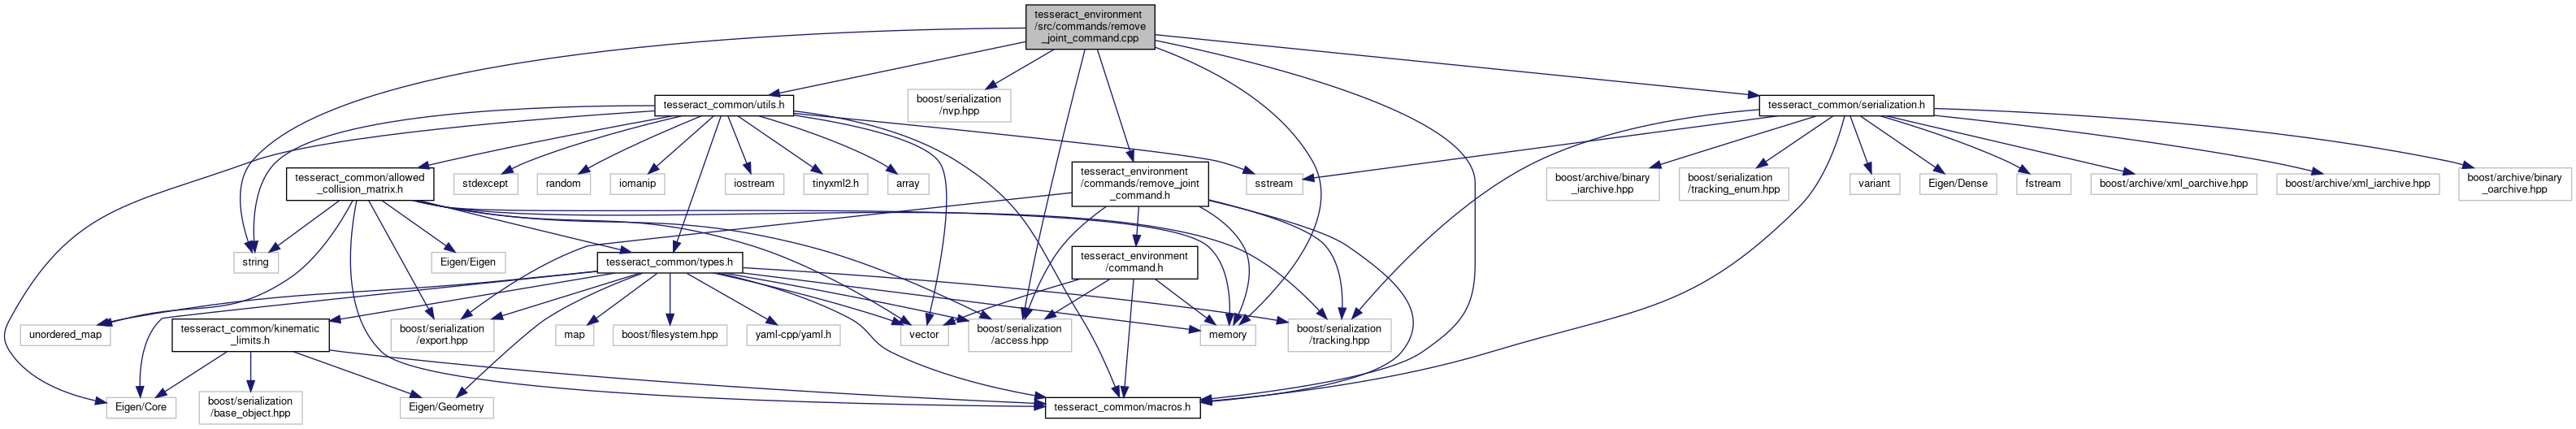 tesseract_environment
/src/commands/remove
_joint_command.cpp
tesseract_common/utils.h
boost/serialization
/nvp.hpp
tesseract_common/serialization.h
tesseract_common/allowed
_collision_matrix.h
stdexcept
random
iomanip
iostream
tinyxml2.h
array
tesseract_environment
/commands/remove_joint
_command.h
sstream
boost/archive/binary
_iarchive.hpp
boost/serialization
/tracking_enum.hpp
variant
Eigen/Dense
fstream
boost/archive/xml_oarchive.hpp
boost/archive/xml_iarchive.hpp
boost/archive/binary
_oarchive.hpp
string
Eigen/Eigen
tesseract_common/types.h
tesseract_environment
/command.h
unordered_map
tesseract_common/kinematic
_limits.h
boost/serialization
/export.hpp
map
boost/filesystem.hpp
yaml-cpp/yaml.h
vector
boost/serialization
/access.hpp
memory
boost/serialization
/tracking.hpp
Eigen/Core
boost/serialization
/base_object.hpp
Eigen/Geometry
tesseract_common/macros.h